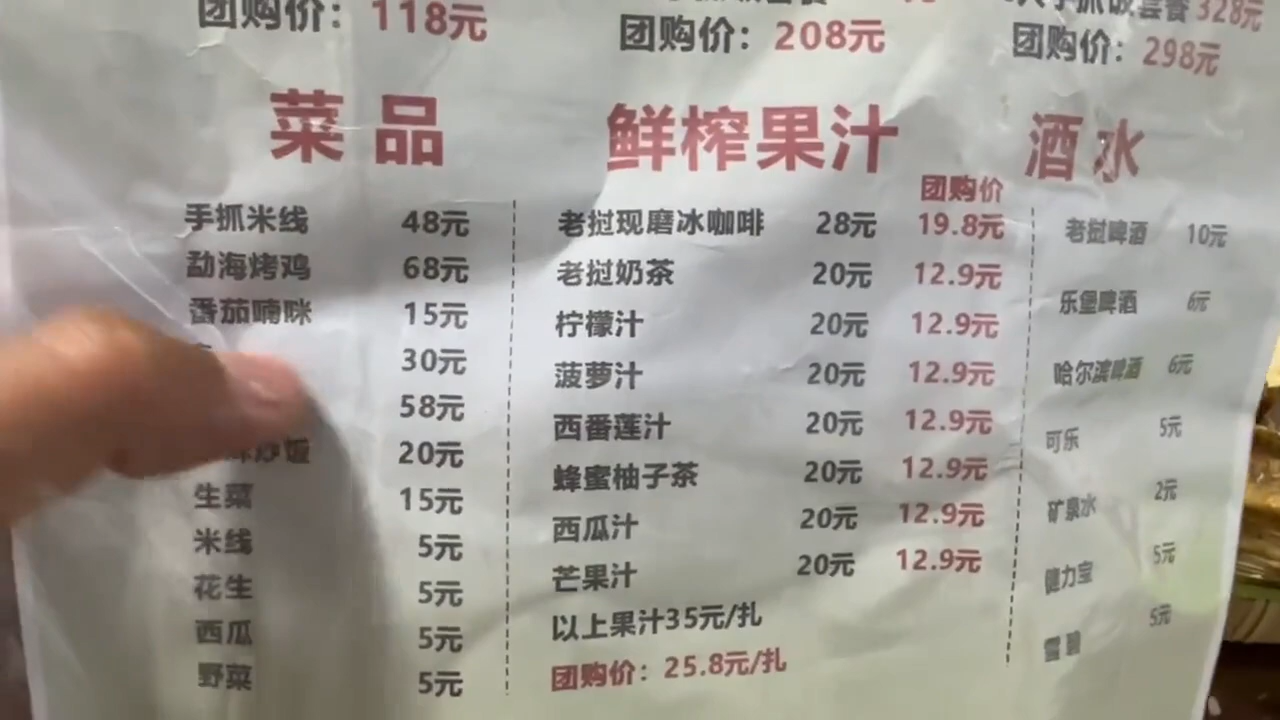 团购价：118元
团购价：208元
套餐 328元
团购价：298元
菜品
手抓米线 48元
勐海烤鸡 68元
番茄喃咪 15元
30元
58元
炒饭 20元
生菜 15元
米线 5元
花生 5元
西瓜 5元
野菜 5元
鲜榨果汁
团购价
老挝现磨冰咖啡 28元 19.8元
老挝奶茶 20元 12.9元
柠檬汁 20元 12.9元
菠萝汁 20元 12.9元
西番莲汁 20元 12.9元
蜂蜜柚子茶 20元 12.9元
西瓜汁 20元 12.9元
芒果汁 20元 12.9元
以上果汁35元/扎
团购价：25.8元/扎
酒水
老挝啤酒 10元
乐堡啤酒 6元
哈尔滨啤酒 6元
可乐 5元
矿泉水 2元
健力宝 5元
雪碧 5元